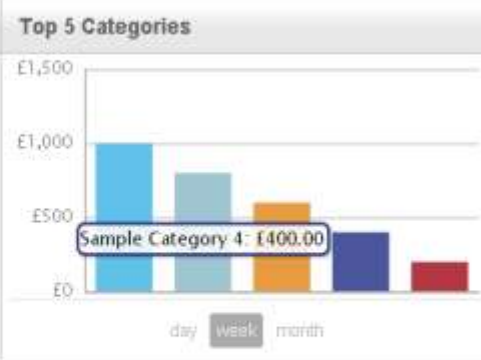 Top 5 Categories
£1,500
£1,000
£500
Sample Category 4: £400.00
£0
day week month